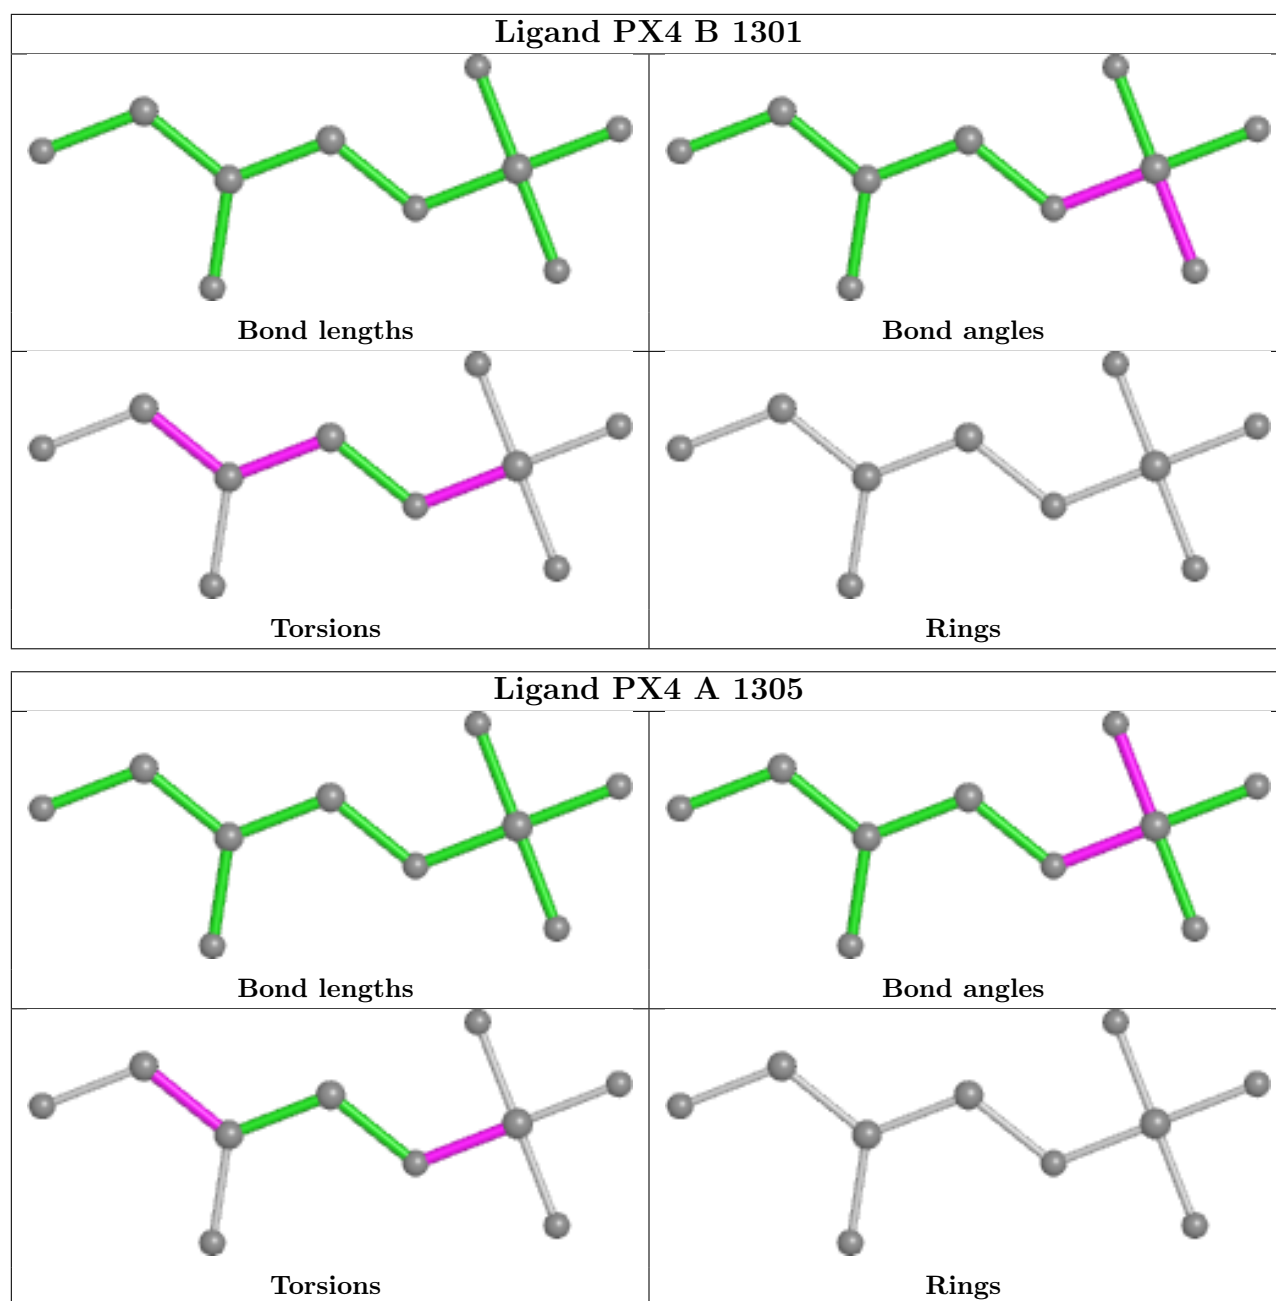 Ligand PX4 B 1301
Bond lengths
Bond angles
Torsions
Rings
Ligand PX4 A 1305
Bond lengths
Bond angles
Torsions
Rings